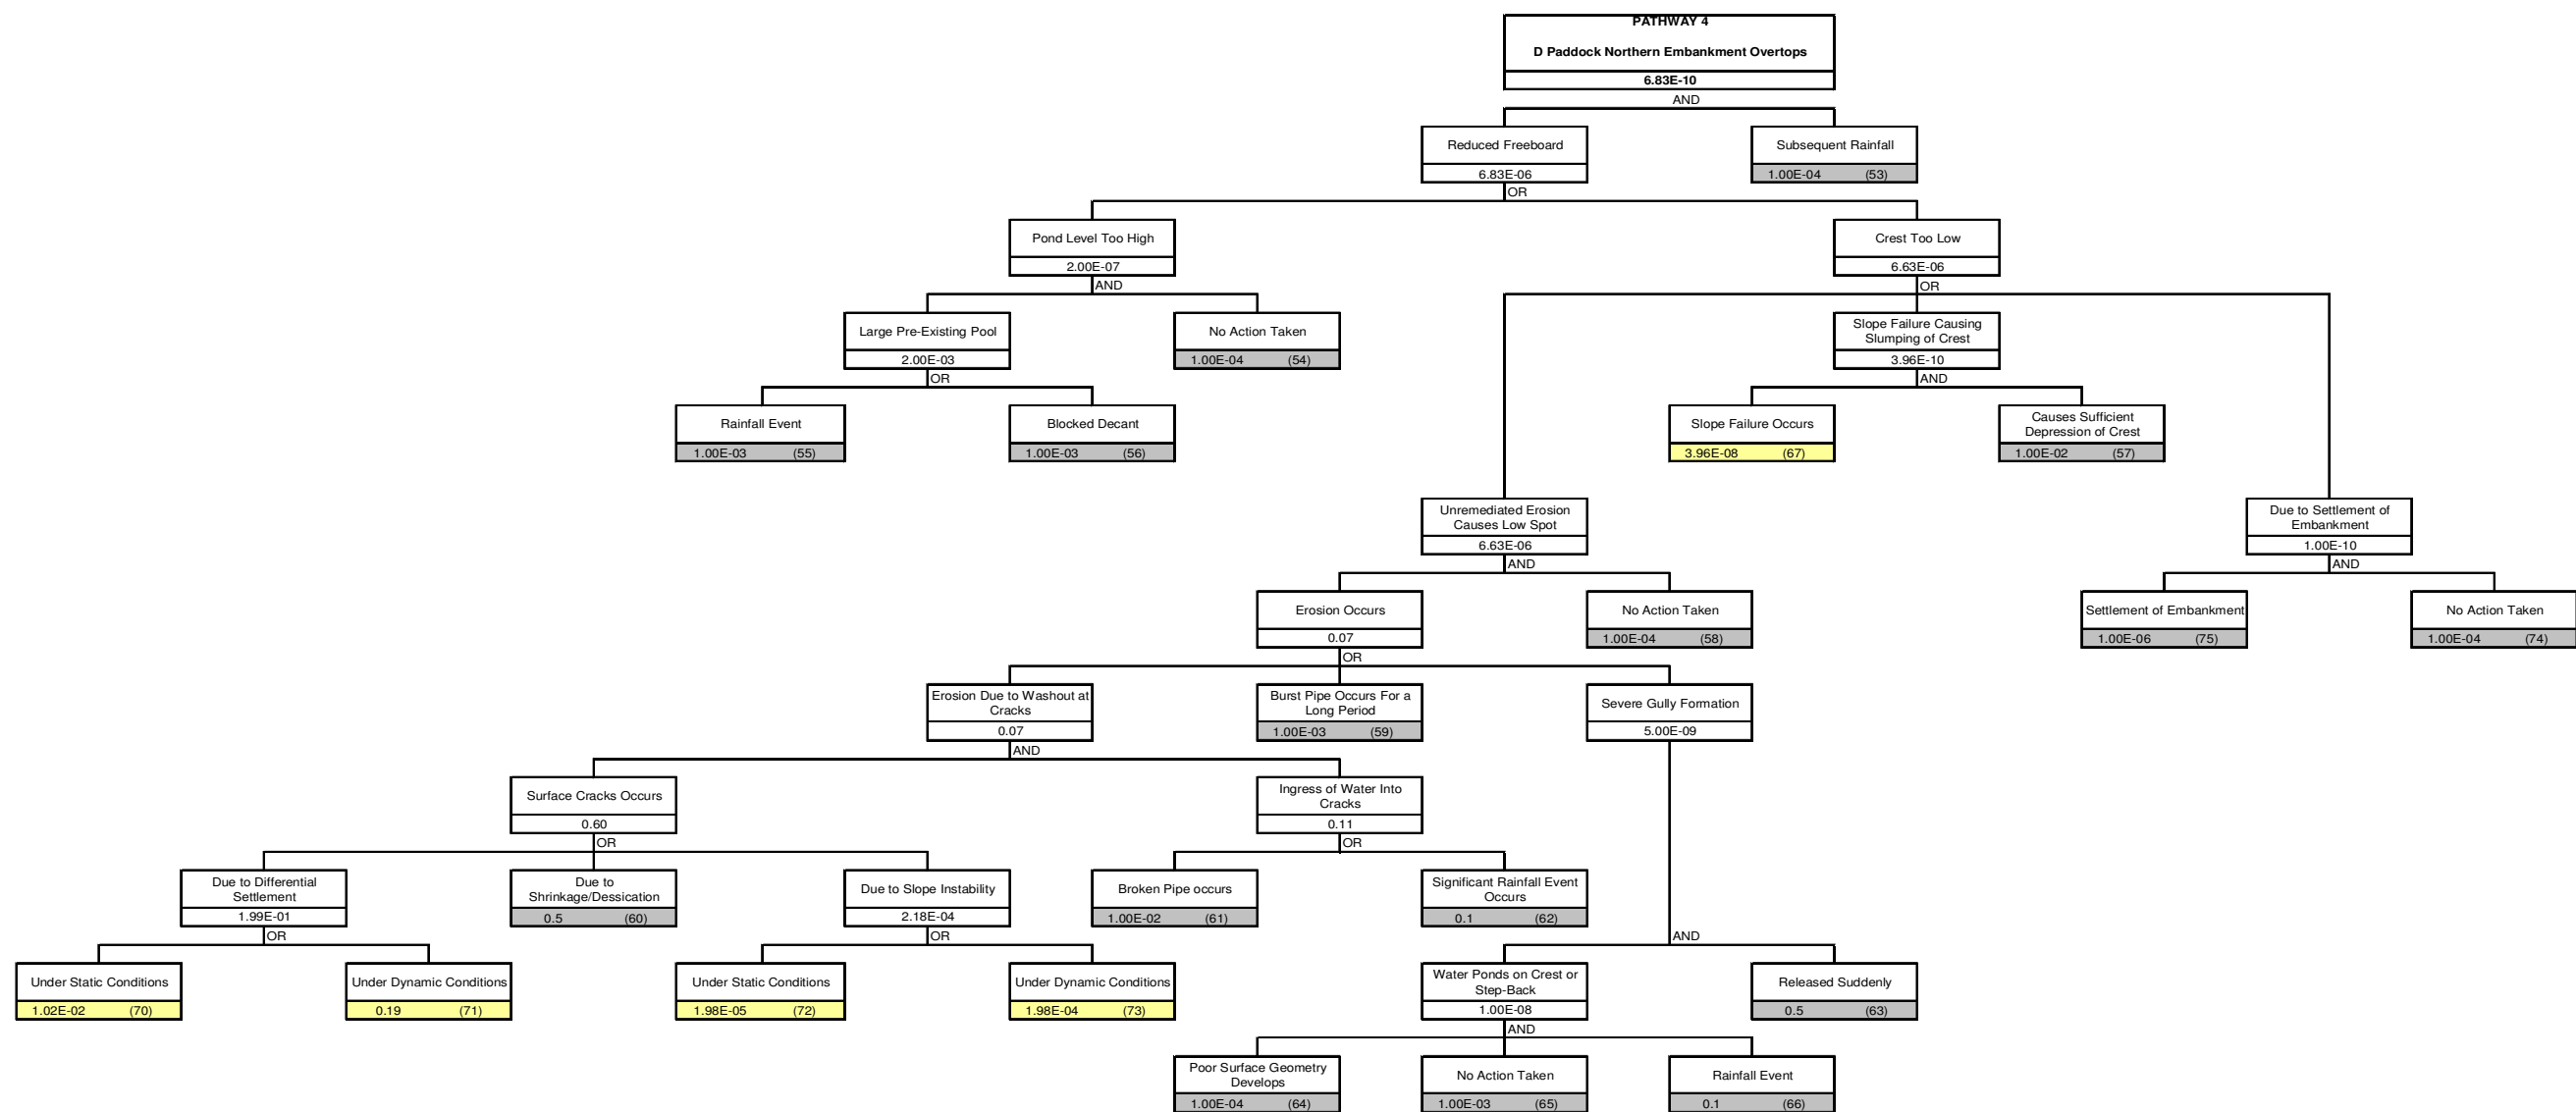 PATHWAY 4
D Paddock Northern Embankment Overtops
6.83E-10
AND
Reduced Freeboard
6.83E-06
Subsequent Rainfall
1.00E-04 (53)
OR
Pond Level Too High
2.00E-07
Crest Too Low
6.63E-06
AND
OR
Large Pre-Existing Pool
2.00E-03
No Action Taken
1.00E-04 (54)
Slope Failure Causing
Slumping of Crest
3.96E-10
OR
AND
Rainfall Event
1.00E-03 (55)
Blocked Decant
1.00E-03 (56)
Slope Failure Occurs
3.96E-08 (67)
Causes Sufficient
Depression of Crest
1.00E-02 (57)
Unremediated Erosion
Causes Low Spot
6.63E-06
Due to Settlement of
Embankment
1.00E-10
AND
AND
Erosion Occurs
0.07
No Action Taken
1.00E-04 (58)
Settlement of Embankment
1.00E-06 (75)
No Action Taken
1.00E-04 (74)
OR
Erosion Due to Washout at
Cracks
0.07
Burst Pipe Occurs For a
Long Period
1.00E-03 (59)
Severe Gully Formation
5.00E-09
AND
Surface Cracks Occurs
0.60
Ingress of Water Into
Cracks
0.11
OR
OR
Due to Differential
Settlement
1.99E-01
Due to
Shrinkage/Dessication
0.5 (60)
Due to Slope Instability
2.18E-04
Broken Pipe occurs
1.00E-02 (61)
Significant Rainfall Event
Occurs
0.1 (62)
OR
OR
AND
Under Static Conditions
1.02E-02 (70)
Under Dynamic Conditions
0.19 (71)
Under Static Conditions
1.98E-05 (72)
Under Dynamic Conditions
1.98E-04 (73)
Water Ponds on Crest or
Step-Back
1.00E-08
Released Suddenly
0.5 (63)
AND
Poor Surface Geometry
Develops
1.00E-04 (64)
No Action Taken
1.00E-03 (65)
Rainfall Event
0.1 (66)